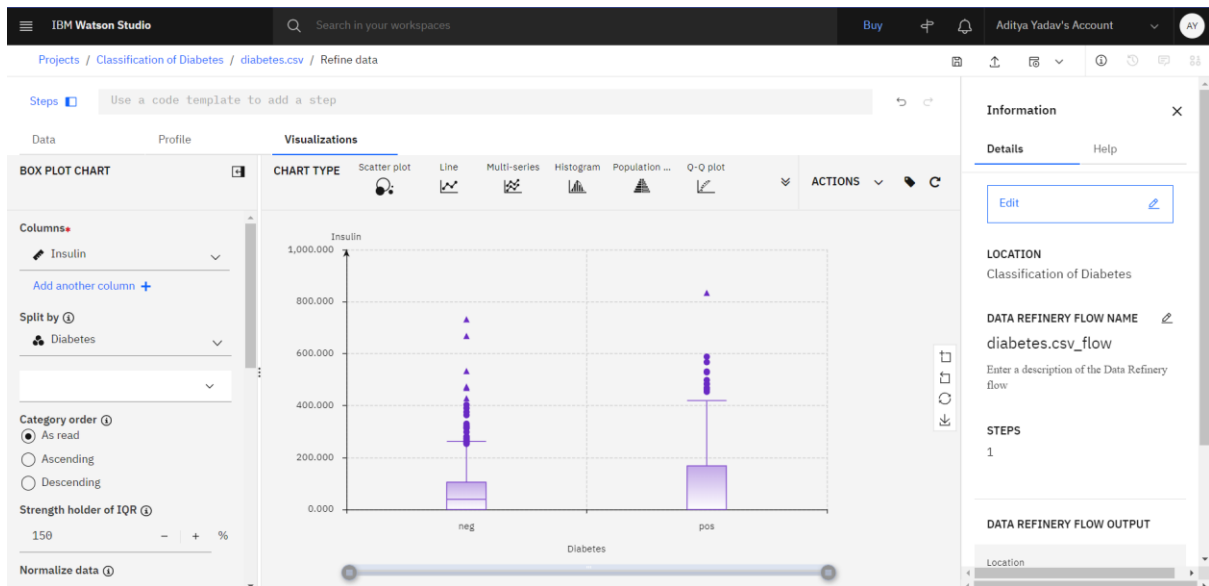 IBM Watson Studio
Search in your workspaces
Buy
Aditya Yadav's Account
AY
Projects / Classification of Diabetes / diabetes.csv / Refine data
Steps
Use a code template to add a step
Data
Profile
Visualizations
BOX PLOT CHART
Columns
Insulin
Add another column +
Split by
Diabetes
Category order
As read
Ascending
Descending
Strength holder of IQR
150 − + %
Normalize data
CHART TYPE
Scatter plot
Line
Multi-series
Histogram
Population ...
Q-Q plot
ACTIONS
Insulin
1,000.000
800.000
600.000
400.000
200.000
0.000
neg
pos
Diabetes
Information
Details
Help
Edit
LOCATION
Classification of Diabetes
DATA REFINERY FLOW NAME
diabetes.csv_flow
Enter a description of the Data Refinery
flow
STEPS
1
DATA REFINERY FLOW OUTPUT
Location